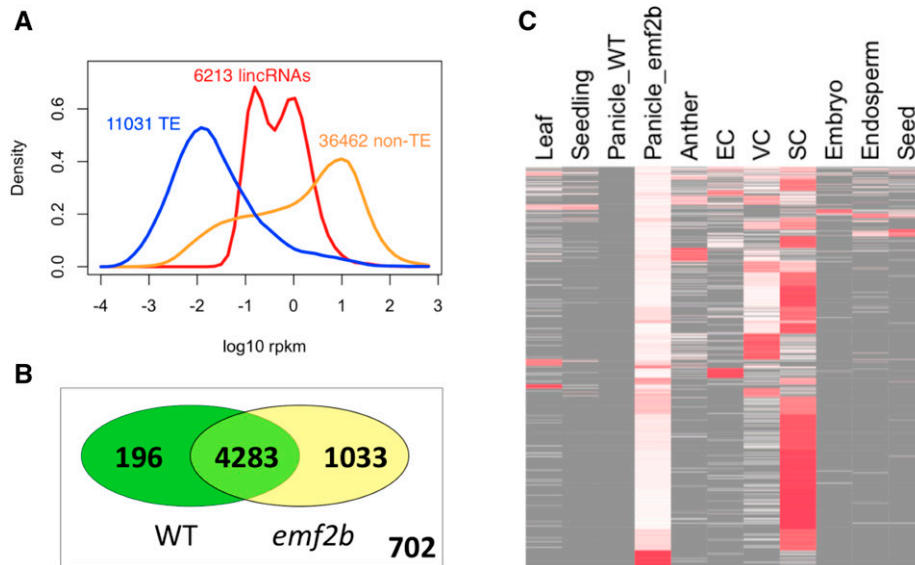 A
6213 lincRNAs
11031 TE
36462 non-TE
Density
0.6
0.4
0.2
0.0
-4 -3 -2 -1 0 1 2 3
log10 rpkm
B
196 4283 1033
WT emf2b
702
C
Leaf
Seedling
Panicle_WT
Panicle_emf2b
Anther
EC
VC
SC
Embryo
Endosperm
Seed